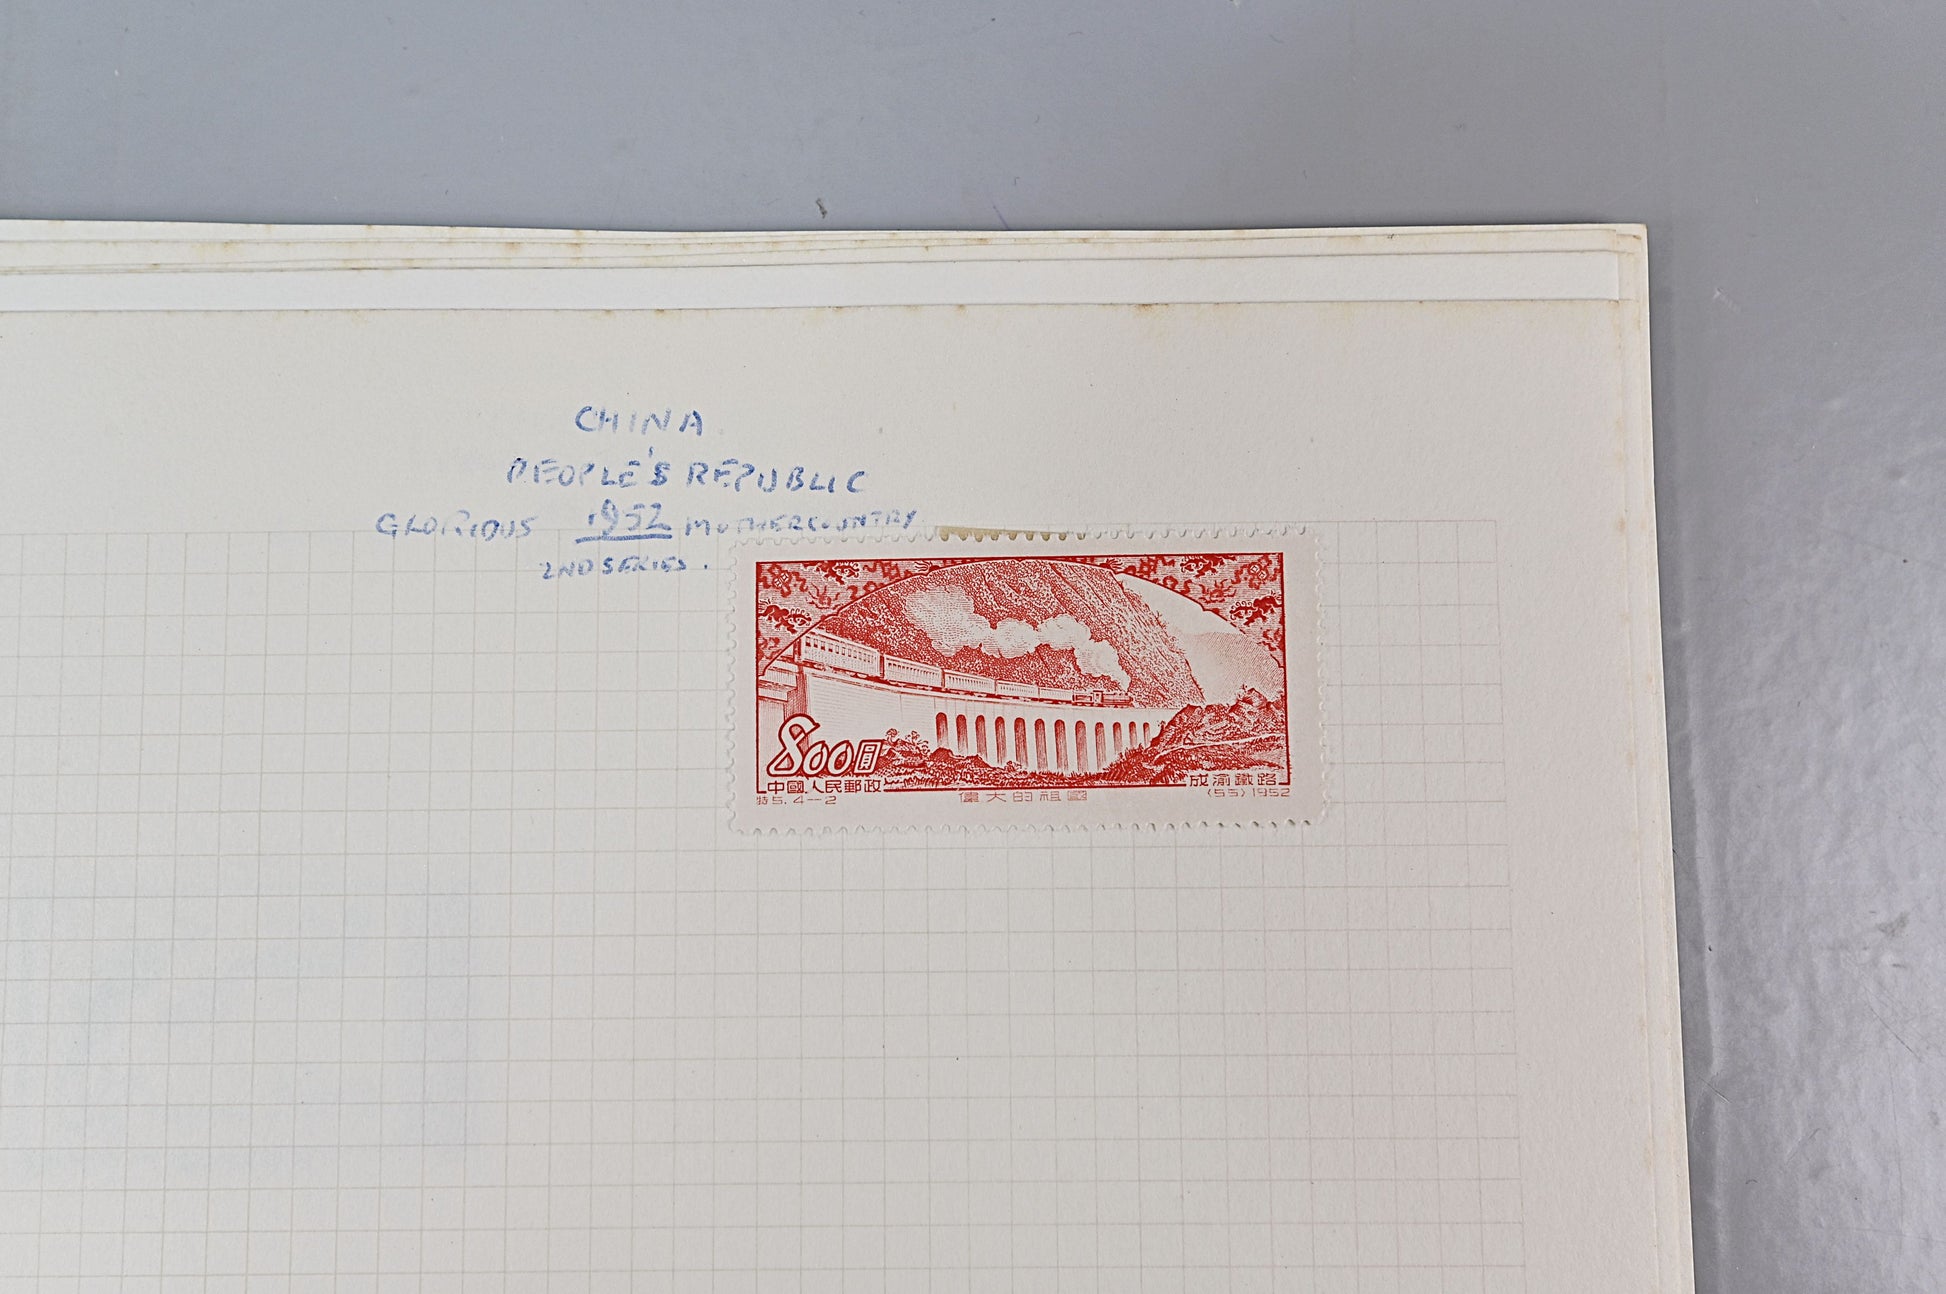 CHINA
PEOPLE'S REPUBLIC
GLORIOUS 1952 MOTHERCOUNTRY
2ND SERIES.
800圓
中國人民郵政
成渝鐵路
特5.4—2
偉大的祖國
(55) 1952